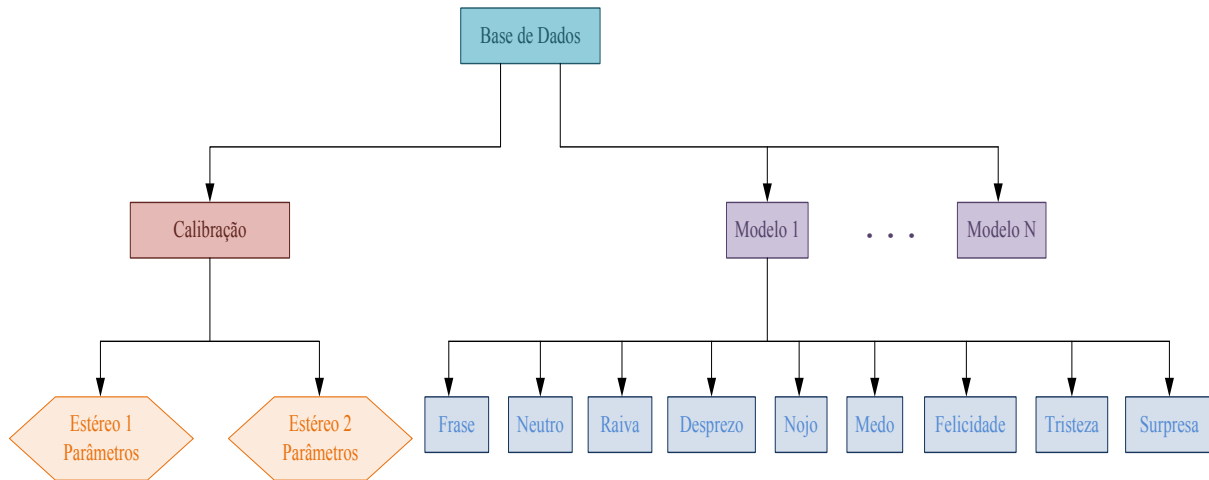 Base de Dados
Calibração
Modelo 1
. . .
Modelo N
Estéreo 1
Parâmetros
Estéreo 2
Parâmetros
Frase
Neutro
Raiva
Desprezo
Nojo
Medo
Felicidade
Tristeza
Surpresa